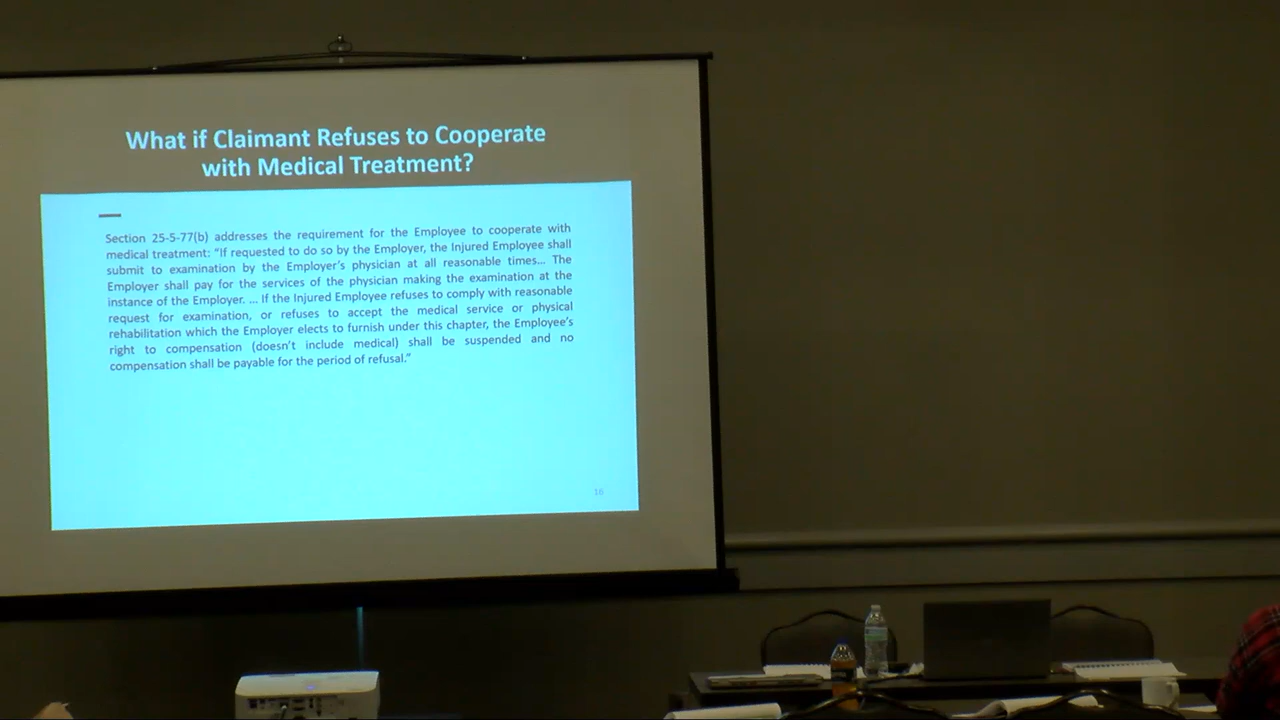 What if Claimant Refuses to Cooperate
with Medical Treatment?
Section 25-5-77(b) addresses the requirement for the Employee to cooperate with
medical treatment: “If requested to do so by the Employer, the Injured Employee shall
submit to examination by the Employer’s physician at all reasonable times... The
Employer shall pay for the services of the physician making the examination at the
instance of the Employer. ... If the Injured Employee refuses to comply with reasonable
request for examination, or refuses to accept the medical service or physical
rehabilitation which the Employer elects to furnish under this chapter, the Employee’s
right to compensation (doesn’t include medical) shall be suspended and no
compensation shall be payable for the period of refusal.”
16